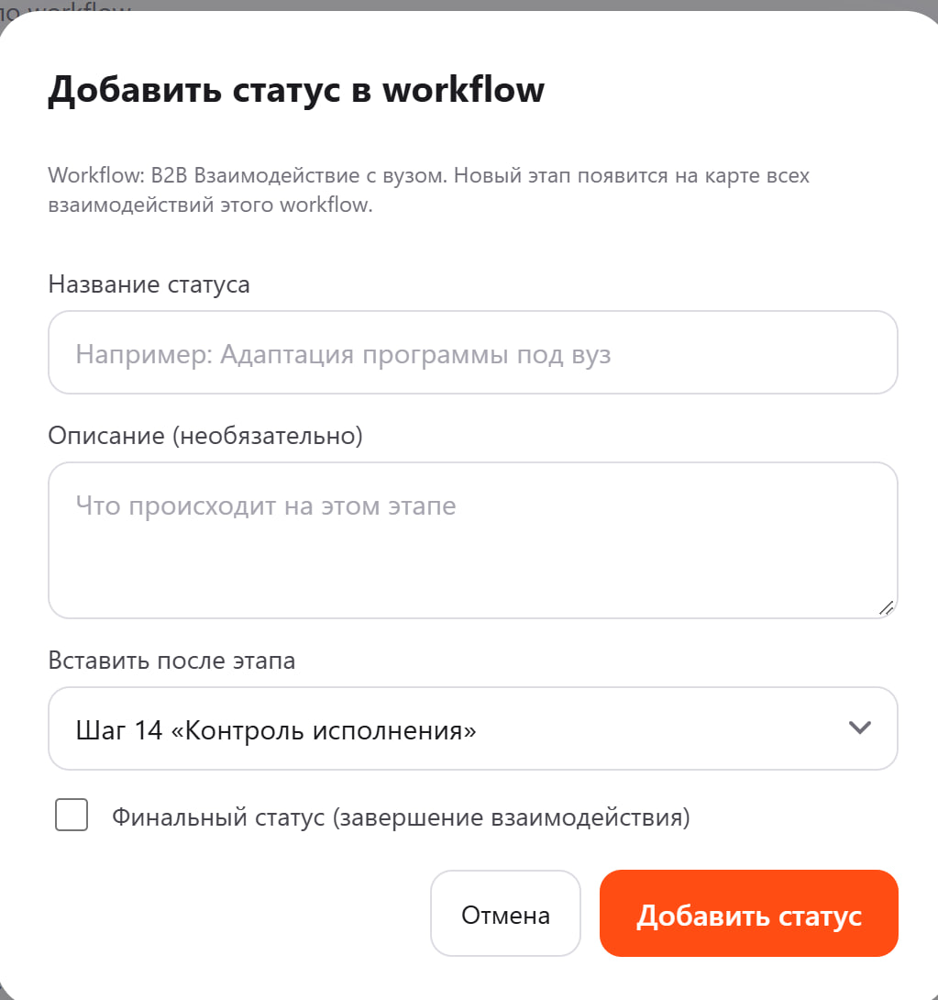 по workflow
Добавить статус в workflow
Workflow: B2B Взаимодействие с вузом. Новый этап появится на карте всех
взаимодействий этого workflow.
Название статуса
Например: Адаптация программы под вуз
Описание (необязательно)
Что происходит на этом этапе
Вставить после этапа
Шаг 14 «Контроль исполнения»
Финальный статус (завершение взаимодействия)
Отмена
Добавить статус